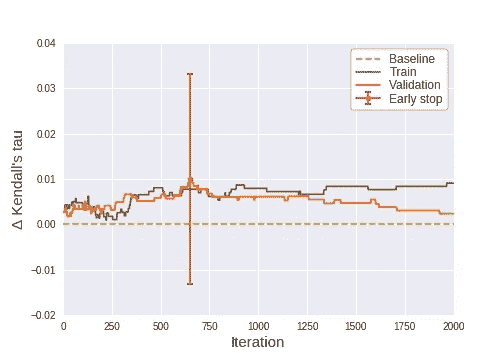 0.04
0.03
0.02
0.01
0.00
−0.01
−0.02
Δ Kendall's tau
Baseline
Train
Validation
Early stop
0 250 500 750 1000 1250 1500 1750 2000
Iteration